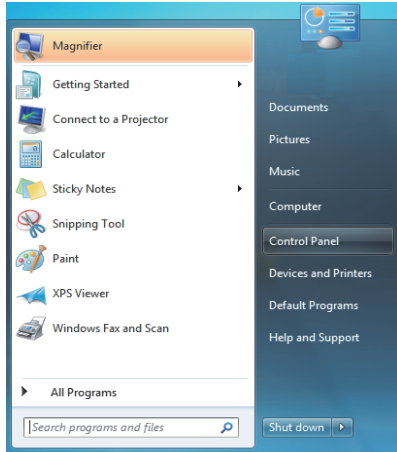 Magnifier
Getting Started
Connect to a Projector
Calculator
Sticky Notes
Snipping Tool
Paint
XPS Viewer
Windows Fax and Scan
All Programs
Search programs and files
Documents
Pictures
Music
Computer
Control Panel
Devices and Printers
Default Programs
Help and Support
Shut down